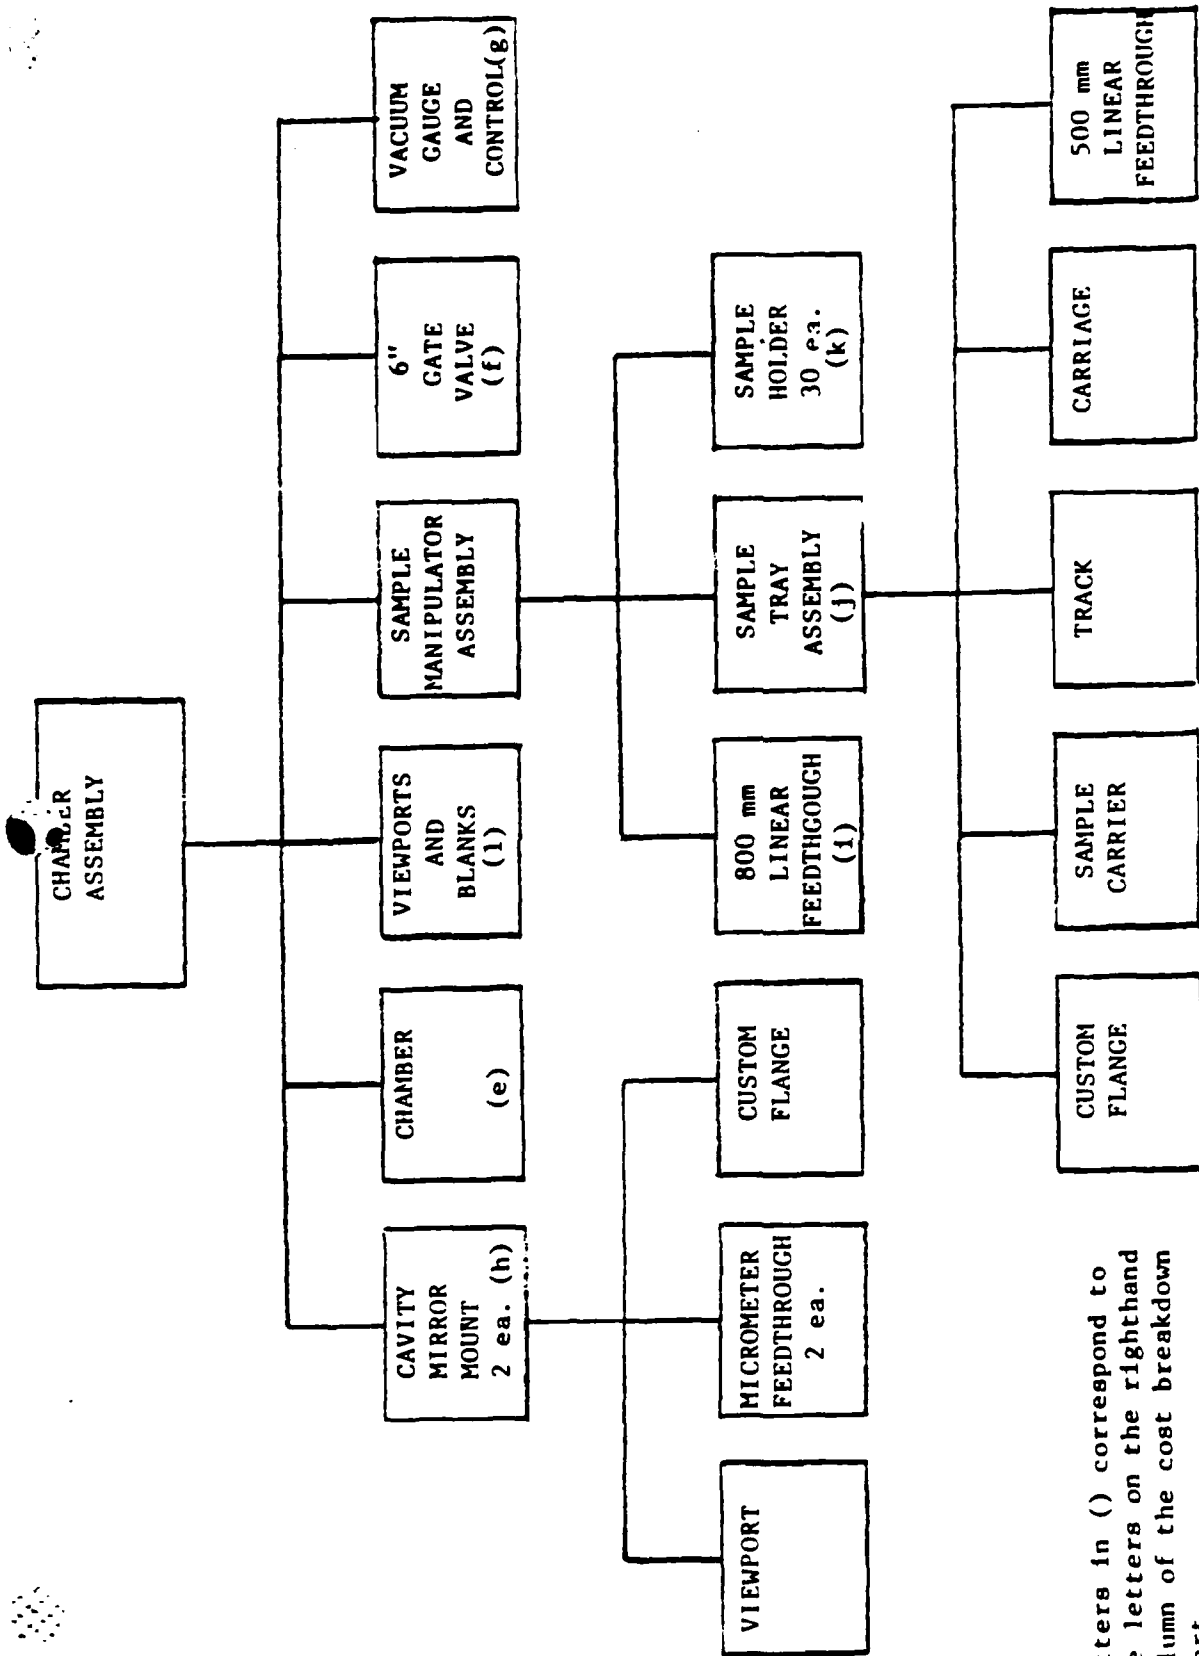 CHAMBER
ASSEMBLY
CAVITY
MIRROR
MOUNT
2 ea. (h)
CHAMBER
(e)
VIEWPORTS
AND
BLANKS
(l)
SAMPLE
MANIPULATOR
ASSEMBLY
6"
GATE
VALVE
(f)
VACUUM
GAUGE
AND
CONTROL(g)
VIEWPORT
MICROMETER
FEEDTHROUGH
2 ea.
CUSTOM
FLANGE
800 mm
LINEAR
FEEDTHGOUGH
(i)
SAMPLE
TRAY
ASSEMBLY
(j)
SAMPLE
HOLDER
30 ea.
(k)
CUSTOM
FLANGE
SAMPLE
CARRIER
TRACK
CARRIAGE
500 mm
LINEAR
FEEDTHROUGH
tters in () correspond to
letters on the righthand
lumn of the cost breakdown